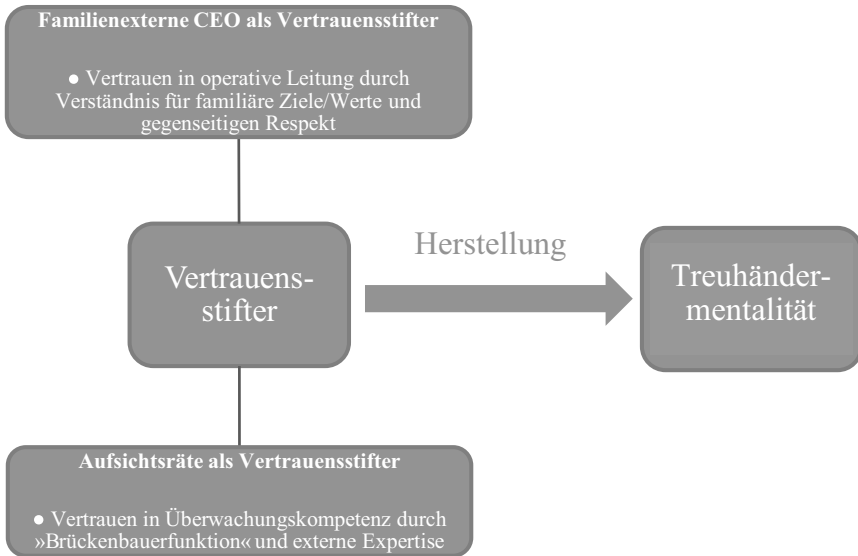 Familienexterne CEO als Vertrauensstifter
● Vertrauen in operative Leitung durch
Verständnis für familiäre Ziele/Werte und
gegenseitigen Respekt
Vertrauens-
stifter
Herstellung
Treuhänder-
mentalität
Aufsichtsräte als Vertrauensstifter
● Vertrauen in Überwachungskompetenz durch
»Brückenbauerfunktion« und externe Expertise